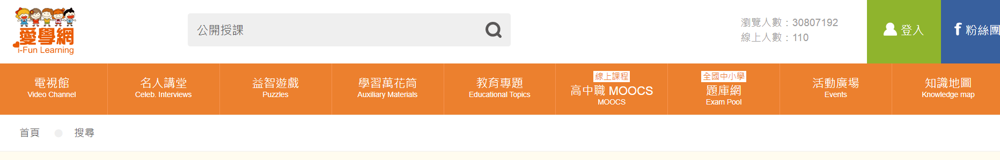 愛學網
i-Fun Learning
公開授課
瀏覽人數：30807192
線上人數：110
登入
f 粉絲團
電視館
Video Channel
名人講堂
Celeb. Interviews
益智遊戲
Puzzles
學習萬花筒
Auxiliary Materials
教育專題
Educational Topics
線上課程
高中職 MOOCS
MOOCS
全國中小學
題庫網
Exam Pool
活動廣場
Events
知識地圖
Knowledge map
首頁
搜尋